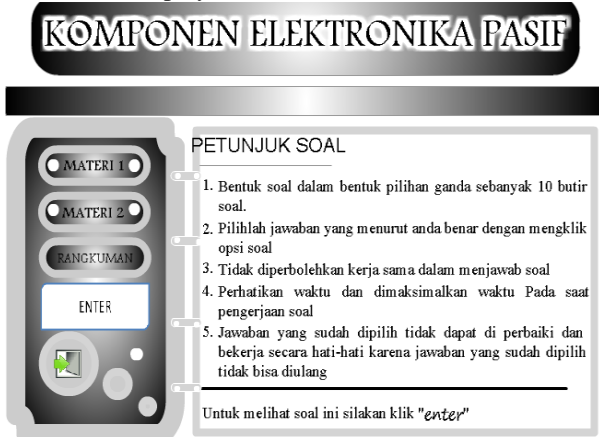 KOMPONEN ELEKTRONIKA PASIF
MATERI 1
MATERI 2
RANGKUMAN
ENTER
PETUNJUK SOAL
1. Bentuk soal dalam bentuk pilihan ganda sebanyak 10 butir
soal.
2. Pilihlah jawaban yang menurut anda benar dengan mengklik
opsi soal
3. Tidak diperbolehkan kerja sama dalam menjawab soal
4. Perhatikan waktu dan dimaksimalkan waktu Pada saat
pengerjaan soal
5. Jawaban yang sudah dipilih tidak dapat di perbaiki dan
bekerja secara hati-hati karena jawaban yang sudah dipilih
tidak bisa diulang
Untuk melihat soal ini silakan klik "enter"